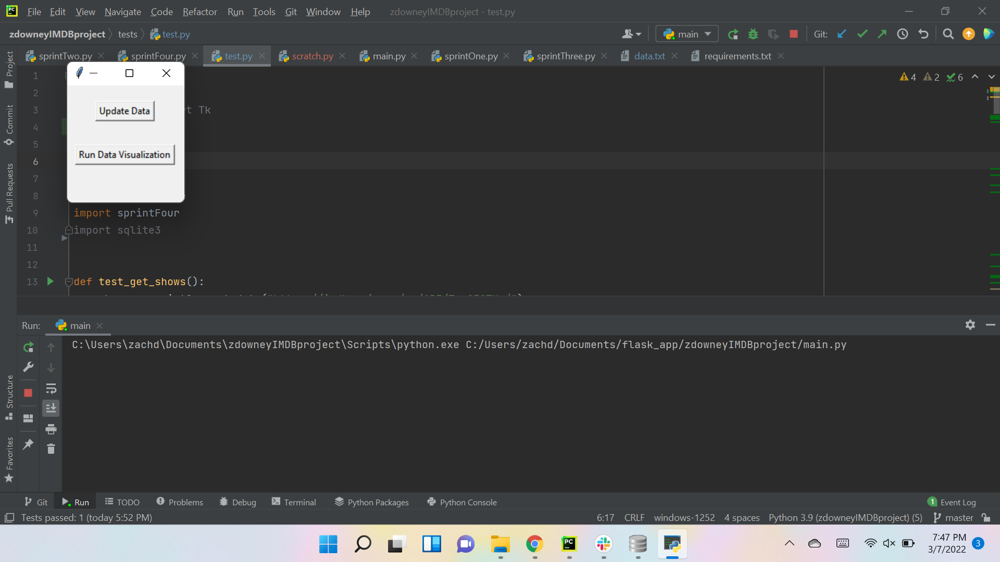 File Edit View Navigate Code Refactor Run Tools Git Window Help zdowneyIMDBproject - test.py
zdowneyIMDBproject tests test.py
main Git:
sprintTwo.py sprintFour.py test.py scratch.py main.py sprintOne.py sprintThree.py data.txt requirements.txt
Project
Commit
Pull Requests
Structure
Favorites
4 2 6
Update Data
Run Data Visualization
1
2
3 t Tk
4
5
6
7
8
9 import sprintFour
10 import sqlite3
11
12
13 def test_get_shows():
Run: main
C:\Users\zachd\Documents\zdowneyIMDBproject\Scripts\python.exe C:/Users/zachd/Documents/flask_app/zdowneyIMDBproject/main.py
Git Run TODO Problems Debug Terminal Python Packages Python Console 1 Event Log
Tests passed: 1 (today 5:52 PM) 6:17 CRLF windows-1252 4 spaces Python 3.9 (zdowneyIMDBproject) (5) master
PC
7:47 PM
3/7/2022
3